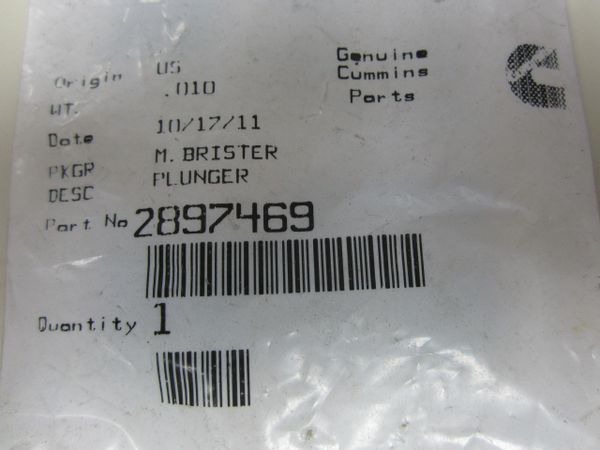 Origin US
WT. .010
Date 10/17/11
PKGR M. BRISTER
DESC PLUNGER
Part No 2897469
Quantity 1
Genuine
Cummins
Parts